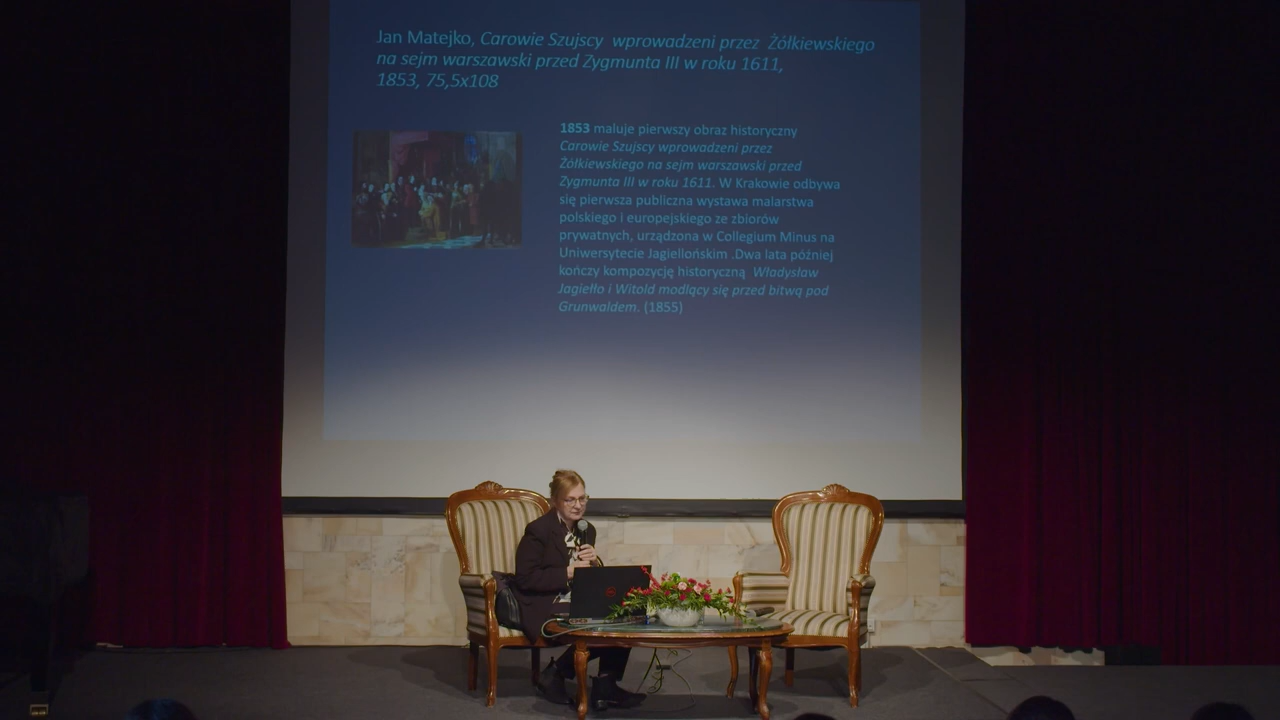 Jan Matejko, Carowie Szujscy wprowadzeni przez Żółkiewskiego
na sejm warszawski przed Zygmunta III w roku 1611,
1853, 75,5x108
1853 maluje pierwszy obraz historyczny
Carowie Szujscy wprowadzeni przez
Żółkiewskiego na sejm warszawski przed
Zygmunta III w roku 1611. W Krakowie odbywa
się pierwsza publiczna wystawa malarstwa
polskiego i europejskiego ze zbiorów
prywatnych, urządzona w Collegium Minus na
Uniwersytecie Jagiellońskim .Dwa lata później
kończy kompozycję historyczną Władysław
Jagiełło i Witold modlący się przed bitwą pod
Grunwaldem. (1855)